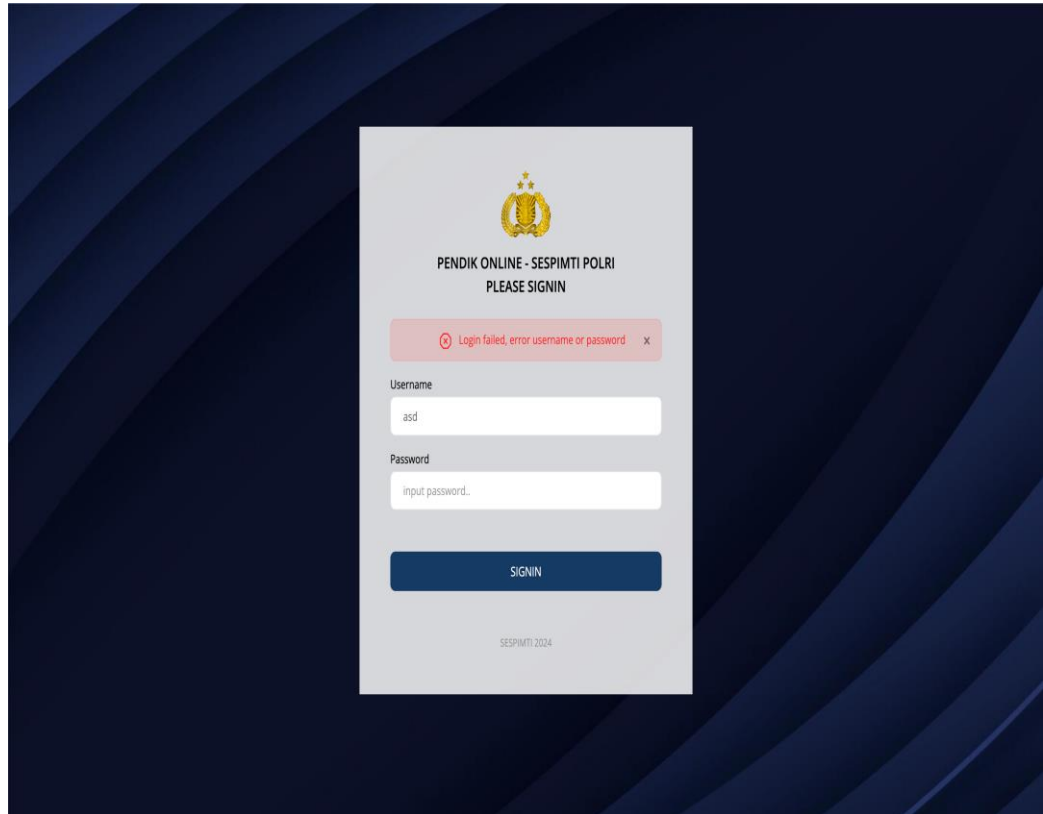 PENDIK ONLINE - SESPIMTI POLRI
PLEASE SIGNIN
Login failed, error username or password x
Username
asd
Password
input password..
SIGNIN
SESPIMTI 2024